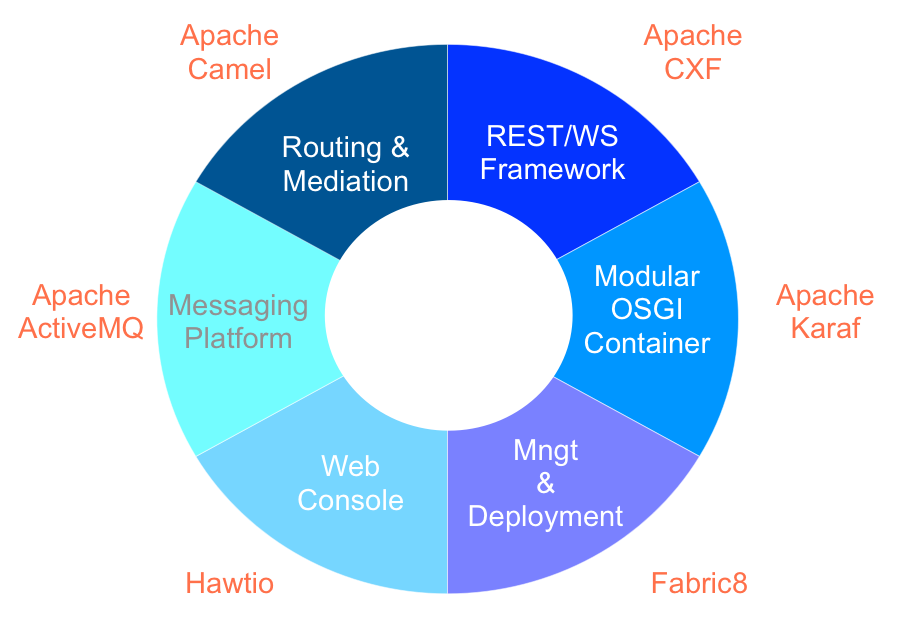 Apache
Camel
Apache
CXF
Routing &
Mediation
REST/WS
Framework
Apache
ActiveMQ
Messaging
Platform
Modular
OSGI
Container
Apache
Karaf
Web
Console
Mngt
&
Deployment
Hawtio
Fabric8